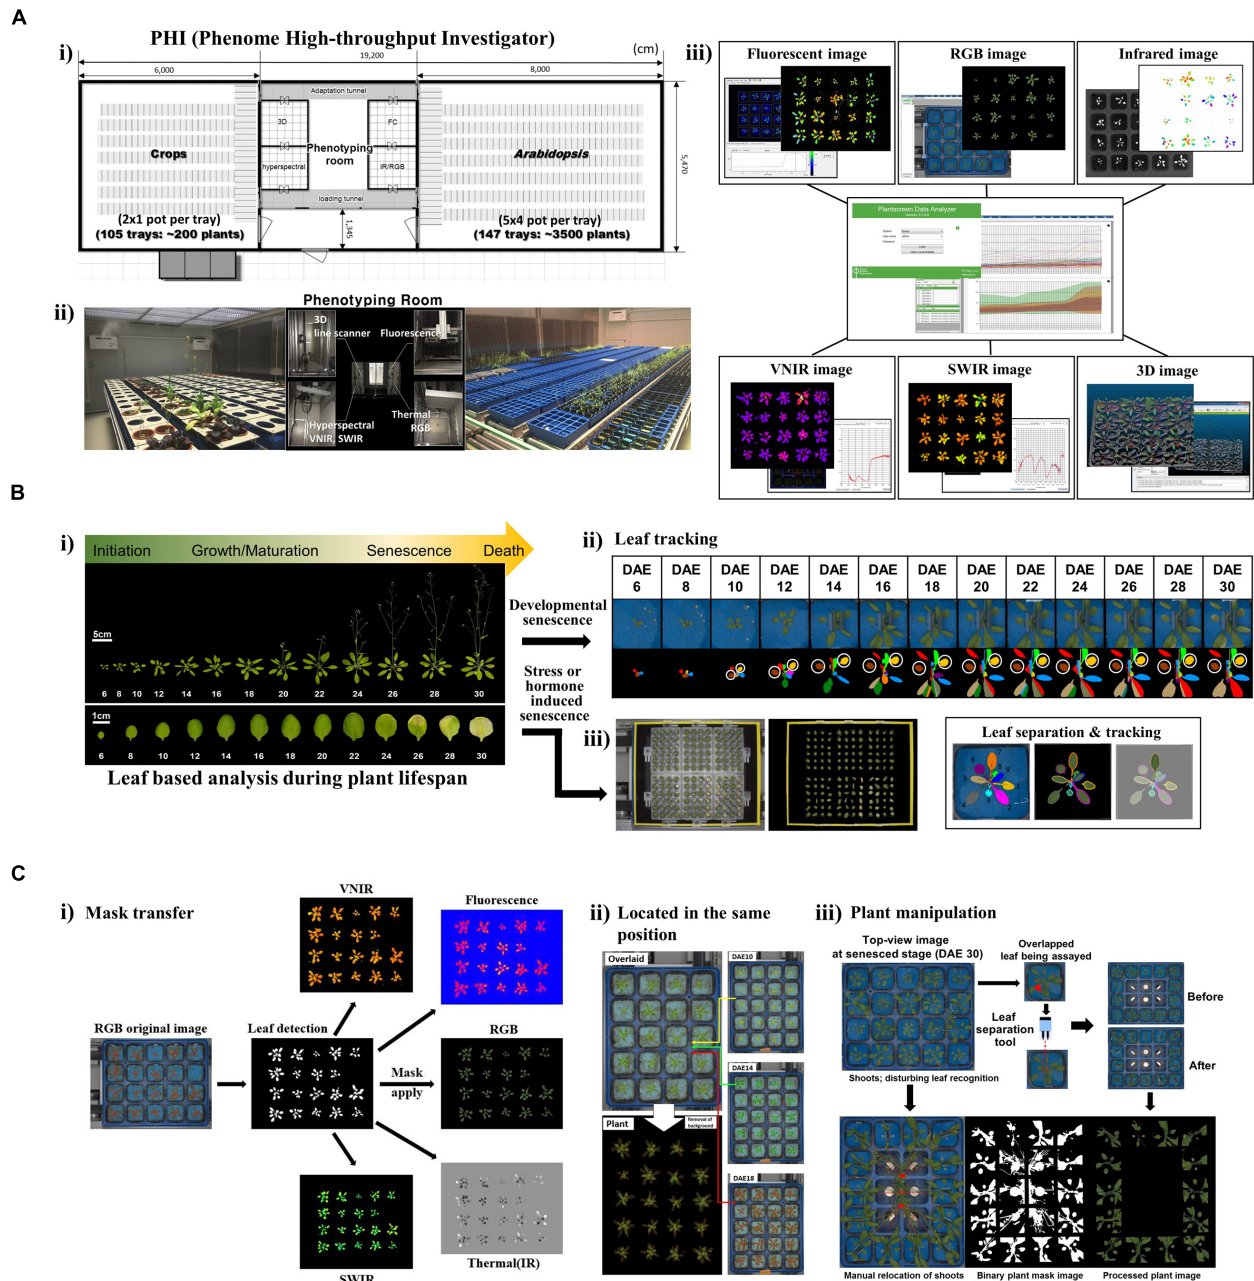 A
PHI (Phenome High-throughput Investigator)
i)
(cm)
19,200
6,000
8,000
Adaptation tunnel
3D
FC
Phenotyping
room
hyperspectral
IR/RGB
loading tunnel
Crops
Arabidopsis
5,470
1,345
(2x1 pot per tray)
(105 trays: ~200 plants)
(5x4 pot per tray)
(147 trays: ~3500 plants)
ii)
Phenotyping Room
3D
line scanner
Fluorescence
Hyperspectral
VNIR, SWIR
Thermal
RGB
iii)
Fluorescent image
RGB image
Infrared image
Plantscreen Data Analyzer
VNIR image
SWIR image
3D image
B
i)
Initiation
Growth/Maturation
Senescence
Death
5cm
6 8 10 12 14 16 18 20 22 24 26 28 30
1cm
6 8 10 12 14 16 18 20 22 24 26 28 30
Leaf based analysis during plant lifespan
Developmental
senescence
Stress or
hormone
induced
senescence
ii) Leaf tracking
DAE 6
DAE 8
DAE 10
DAE 12
DAE 14
DAE 16
DAE 18
DAE 20
DAE 22
DAE 24
DAE 26
DAE 28
DAE 30
iii)
Leaf separation & tracking
C
i) Mask transfer
VNIR
Fluorescence
RGB original image
Leaf detection
RGB
Mask
apply
SWIR
Thermal(IR)
ii) Located in the same
position
Overlaid
DAE10
DAE14
DAE18
Plant
Removal of
background
iii) Plant manipulation
Top-view image
at senesced stage (DAE 30)
Overlapped
leaf being assayed
Leaf
separation
tool
Before
After
Shoots; disturbing leaf recognition
Manual relocation of shoots
Binary plant mask image
Processed plant image